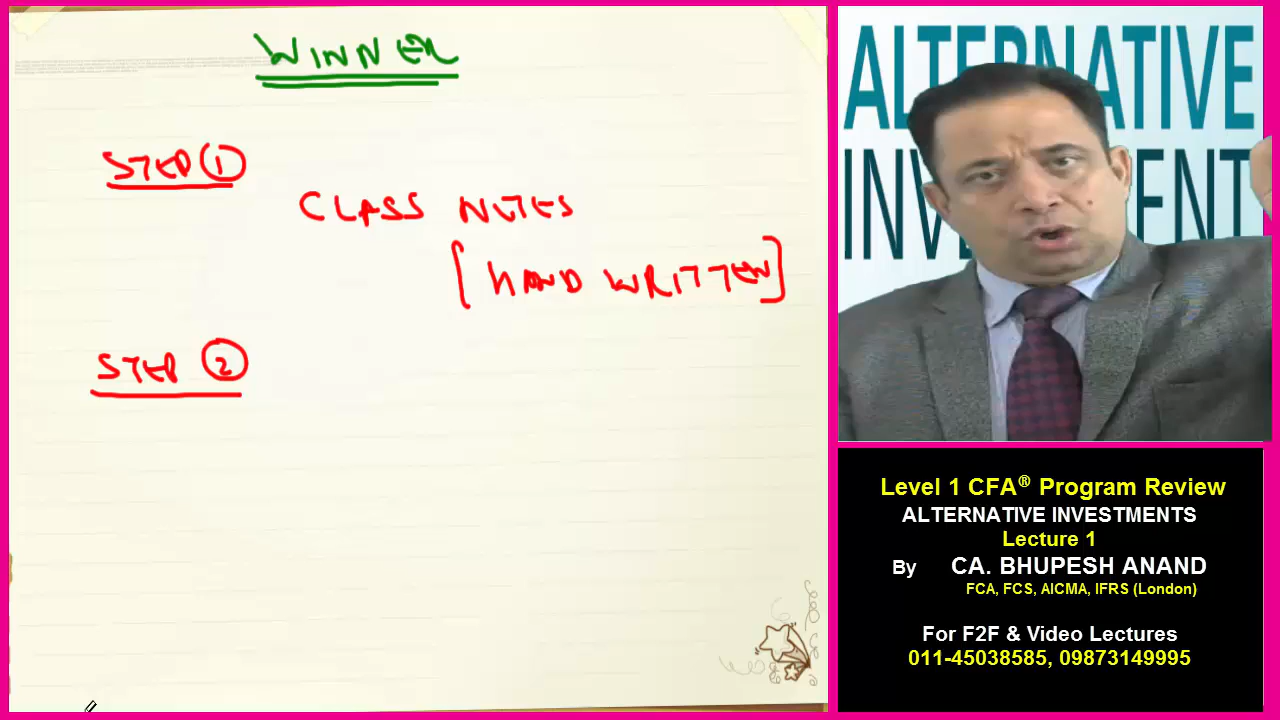 WINNER
STEP 1
CLASS NOTES
[HAND WRITTEN]
STEP 2
ALTERNATIVE
INVESTMENT
Level 1 CFA® Program Review
ALTERNATIVE INVESTMENTS
Lecture 1
By CA. BHUPESH ANAND
FCA, FCS, AICMA, IFRS (London)
For F2F & Video Lectures
011-45038585, 09873149995